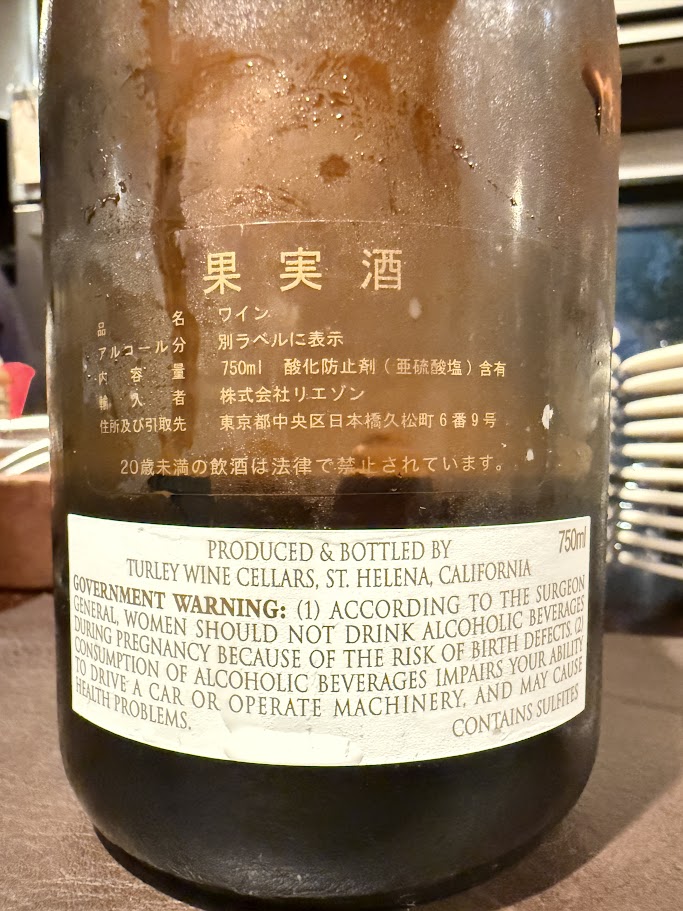 果実酒
品名 ワイン
アルコール分 別ラベルに表示
内容量 750ml 酸化防止剤(亜硫酸塩)含有
輸入者 株式会社リエゾン
住所及び引取先 東京都中央区日本橋久松町6番9号
20歳未満の飲酒は法律で禁止されています。
PRODUCED & BOTTLED BY
750ml
TURLEY WINE CELLARS, ST. HELENA, CALIFORNIA
GOVERNMENT WARNING: (1) ACCORDING TO THE SURGEON
GENERAL, WOMEN SHOULD NOT DRINK ALCOHOLIC BEVERAGES
DURING PREGNANCY BECAUSE OF THE RISK OF BIRTH DEFECTS. (2)
CONSUMPTION OF ALCOHOLIC BEVERAGES IMPAIRS YOUR ABILITY
TO DRIVE A CAR OR OPERATE MACHINERY, AND MAY CAUSE
HEALTH PROBLEMS.
CONTAINS SULFITES